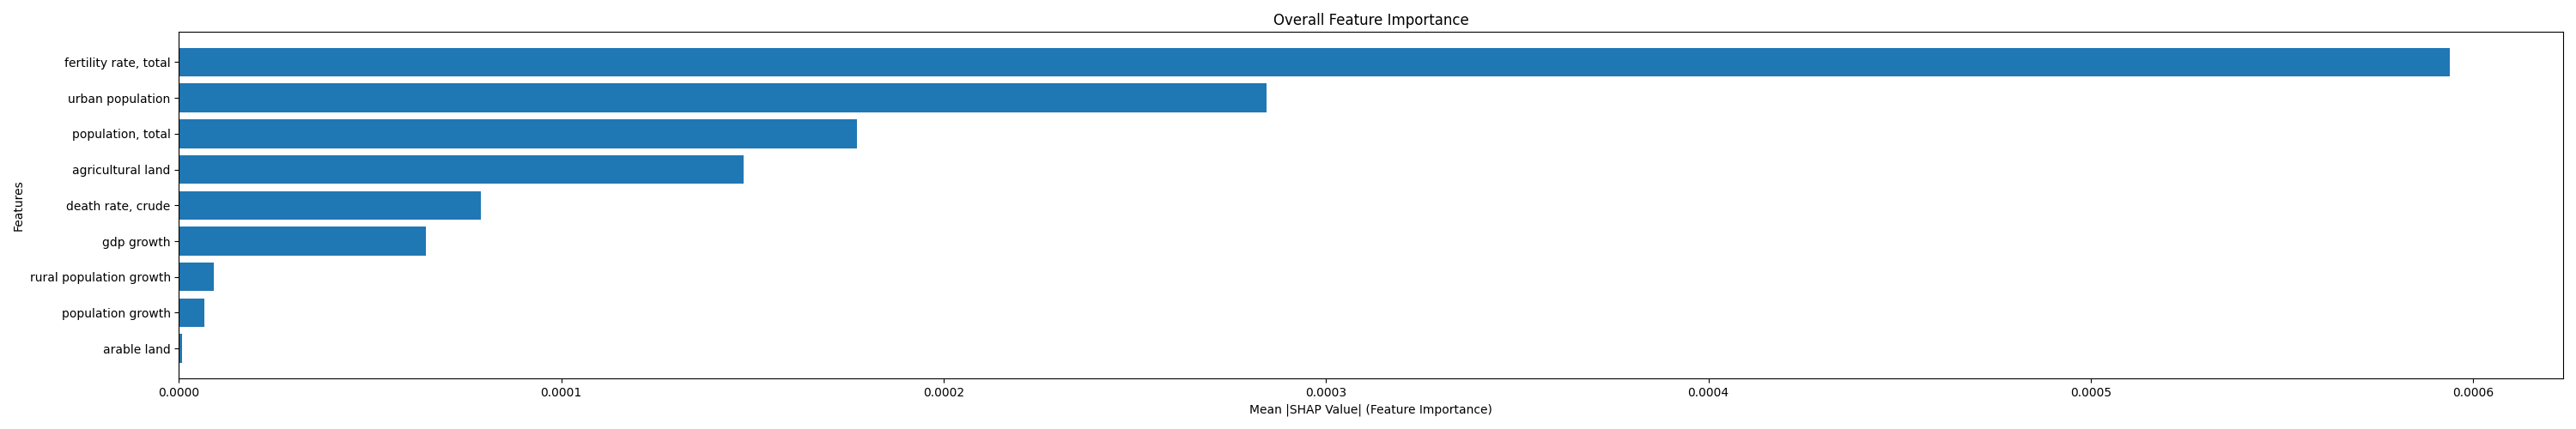 Overall Feature Importance
Features
fertility rate, total
urban population
population, total
agricultural land
death rate, crude
gdp growth
rural population growth
population growth
arable land
0.0000 0.0001 0.0002 0.0003 0.0004 0.0005 0.0006
Mean |SHAP Value| (Feature Importance)